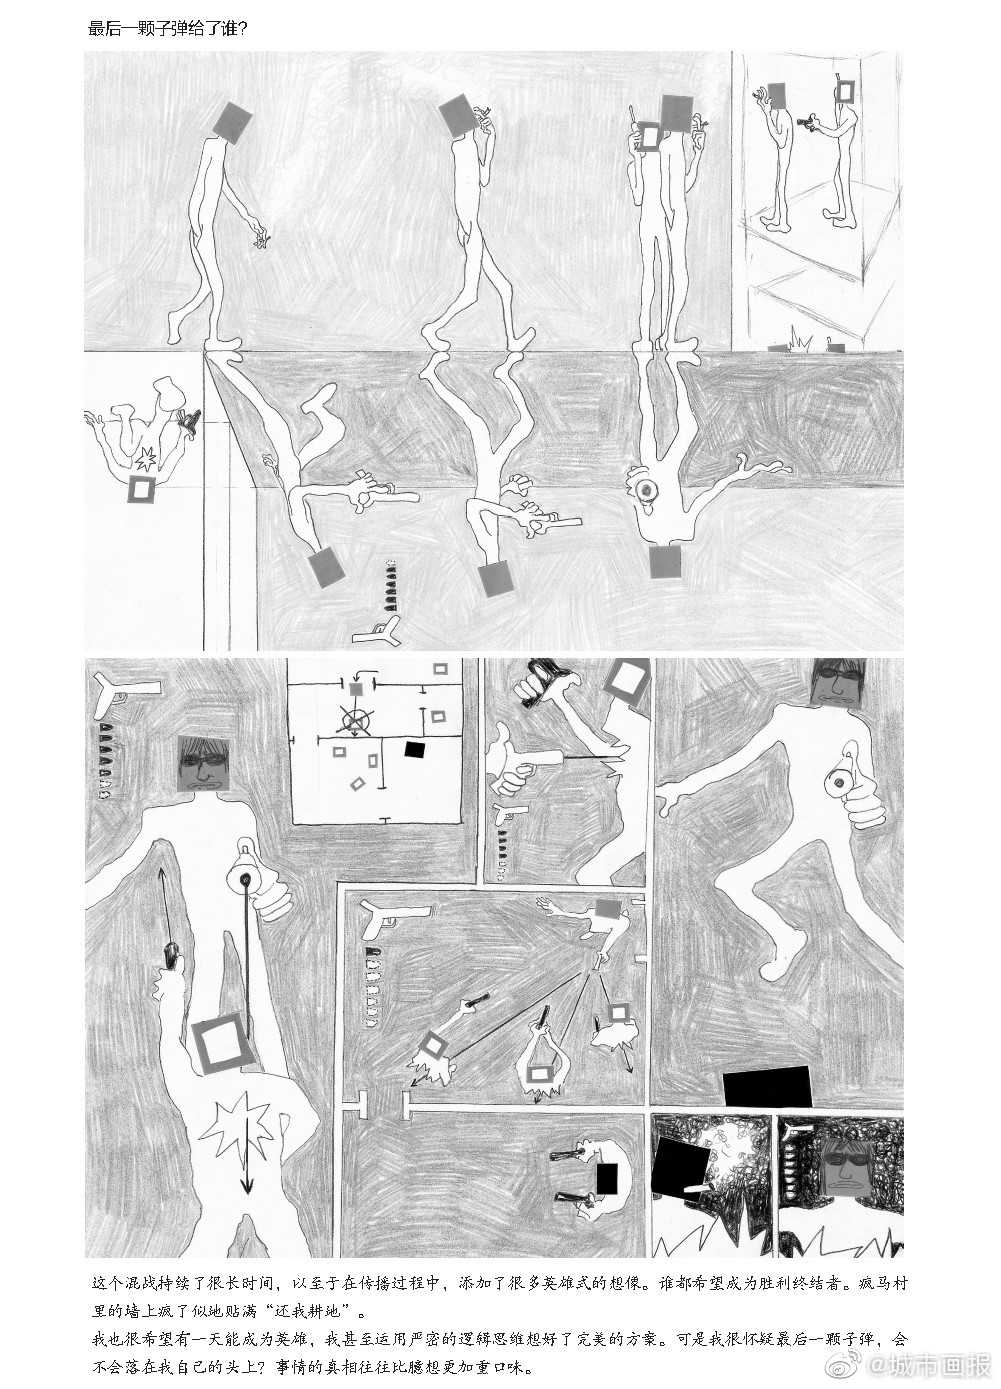 最后一颗子弹给了谁？
这个混战持续了很长时间，以至于在传播过程中，添加了很多英雄式的想像。谁都希望成为胜利终结者。疯马村
里的墙上疯了似地贴满“还我耕地”。
我也很希望有一天能成为英雄，我甚至运用严密的逻辑思维想好了完美的方案。可是我很怀疑最后一颗子弹，会
不会落在我自己的头上？事情的真相往往比臆想更加重口味。
@城市画报